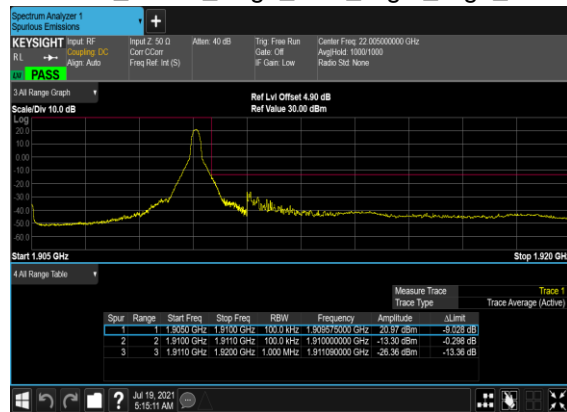 Spectrum Analyzer 1
Spurious Emissions
KEYSIGHT Input: RF Input Z: 50 Ω Atten: 40 dB Trig: Free Run Center Freq: 22.005000000 GHz
RL Coupling: DC Corr CCorr Gate: Off Avg|Hold: 1000/1000
Align: Auto Freq Ref: Int (S) IF Gain: Low Radio Std: None
PASS
3 All Range Graph
Ref Lvl Offset 4.90 dB
Scale/Div 10.0 dB Ref Value 30.00 dBm
Log
20.0
10.0
0.00
-10.0
-20.0
-30.0
-40.0
-50.0
-60.0
Start 1.905 GHz Stop 1.920 GH
4 All Range Table
Measure Trace Trace 1
Trace Type Trace Average (Active)
Spur Range Start Freq Stop Freq RBW Frequency Amplitude ΔLimit
1 1 1.9050 GHz 1.9100 GHz 100.0 kHz 1.909575000 GHz 20.97 dBm -9.028 dB
2 2 1.9100 GHz 1.9110 GHz 100.0 kHz 1.910000000 GHz -13.30 dBm -0.298 dB
3 3 1.9110 GHz 1.9200 GHz 1.000 MHz 1.911090000 GHz -26.36 dBm -13.36 dB
? Jul 19, 2021
5:15:11 AM